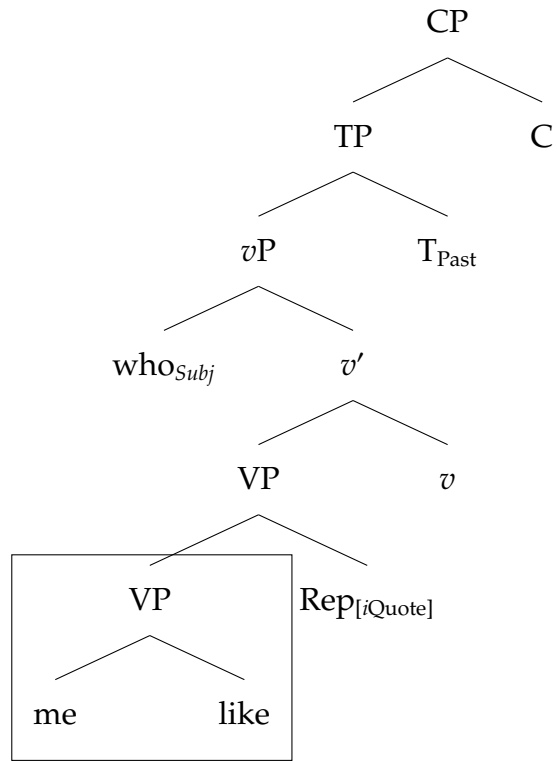 CP
TP C
vP T_Past
who_Subj v′
VP v
VP Rep_[iQuote]
me like